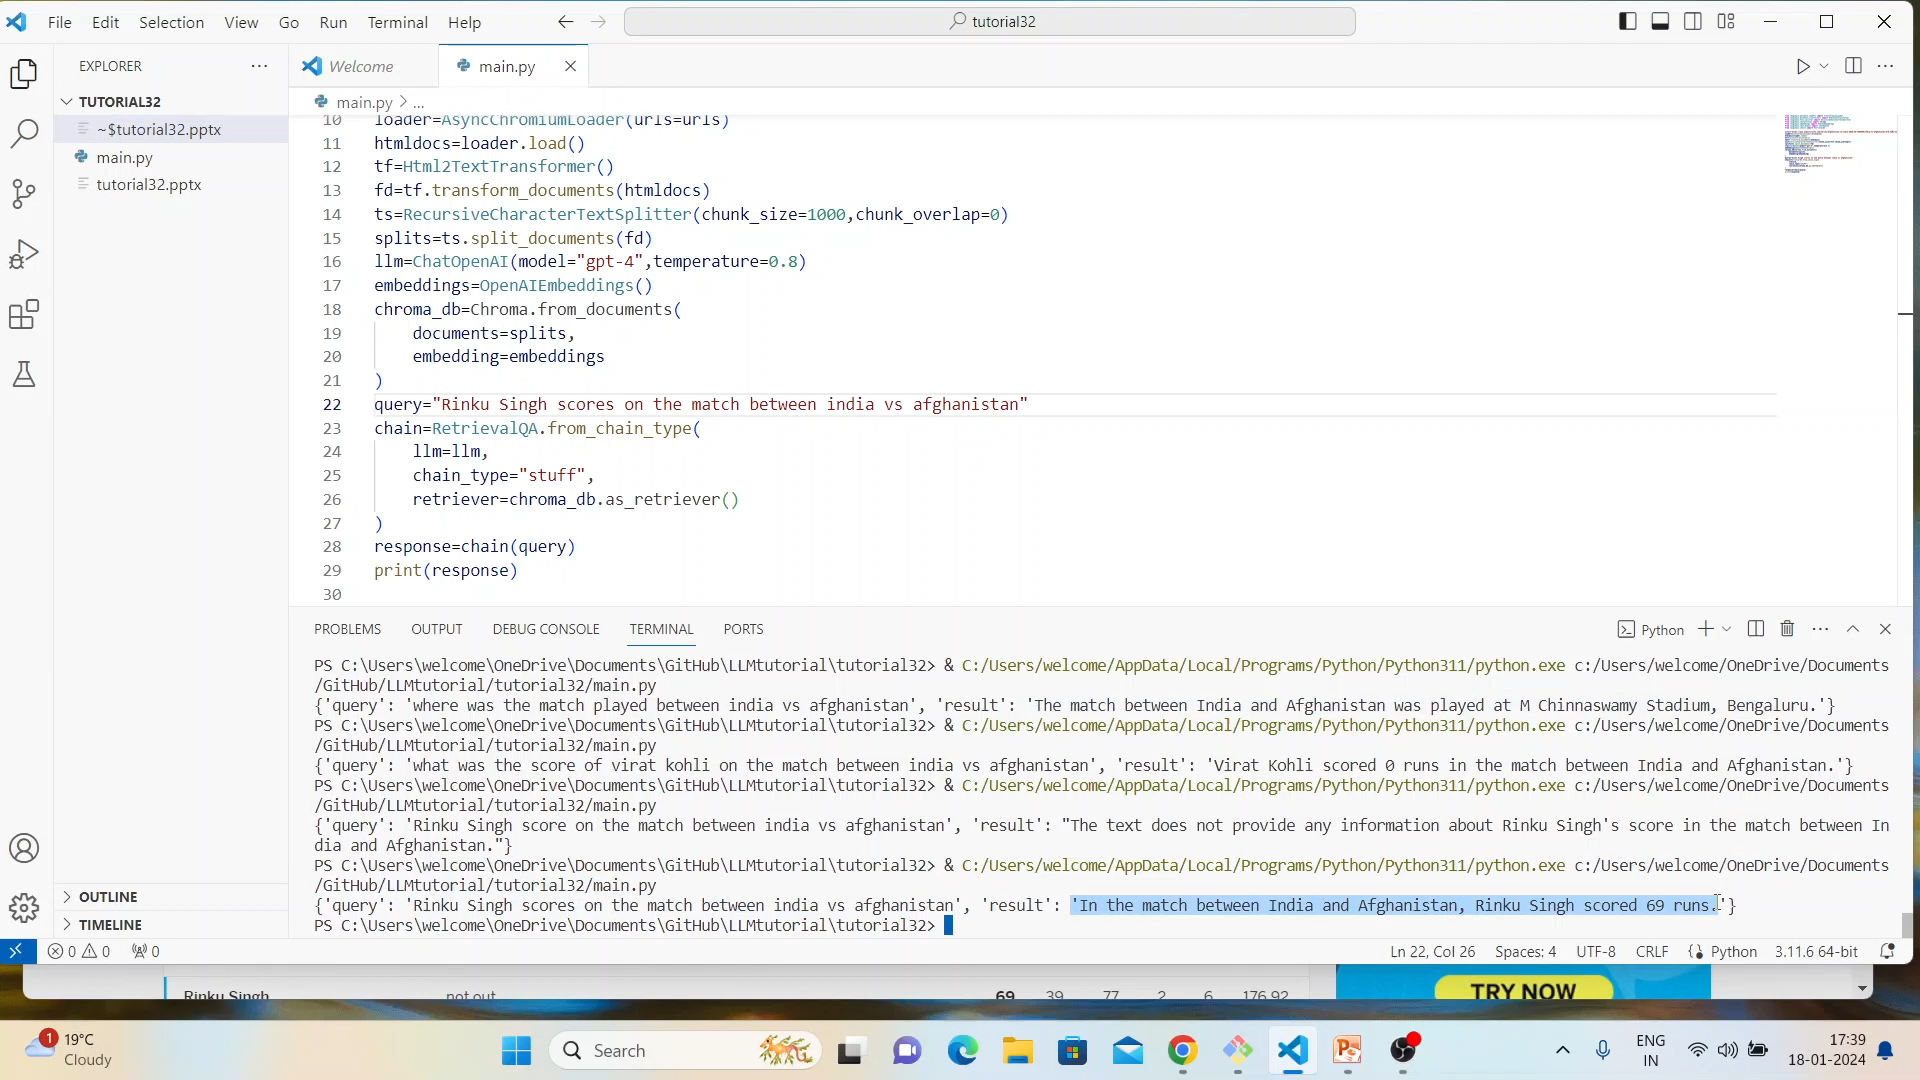 File Edit Selection View Go Run Terminal Help
tutorial32
EXPLORER
TUTORIAL32
~$tutorial32.pptx
main.py
tutorial32.pptx
OUTLINE
TIMELINE
Welcome
main.py
main.py > ...
10 loader=AsyncChromiumLoader(urls=urls)
11 htmldocs=loader.load()
12 tf=Html2TextTransformer()
13 fd=tf.transform_documents(htmldocs)
14 ts=RecursiveCharacterTextSplitter(chunk_size=1000,chunk_overlap=0)
15 splits=ts.split_documents(fd)
16 llm=ChatOpenAI(model="gpt-4",temperature=0.8)
17 embeddings=OpenAIEmbeddings()
18 chroma_db=Chroma.from_documents(
19 documents=splits,
20 embedding=embeddings
21 )
22 query="Rinku Singh scores on the match between india vs afghanistan"
23 chain=RetrievalQA.from_chain_type(
24 llm=llm,
25 chain_type="stuff",
26 retriever=chroma_db.as_retriever()
27 )
28 response=chain(query)
29 print(response)
30
PROBLEMS OUTPUT DEBUG CONSOLE TERMINAL PORTS
Python
PS C:\Users\welcome\OneDrive\Documents\GitHub\LLMtutorial\tutorial32> & C:/Users/welcome/AppData/Local/Programs/Python/Python311/python.exe c:/Users/welcome/OneDrive/Documents
/GitHub/LLMtutorial/tutorial32/main.py
{'query': 'where was the match played between india vs afghanistan', 'result': 'The match between India and Afghanistan was played at M Chinnaswamy Stadium, Bengaluru.'}
PS C:\Users\welcome\OneDrive\Documents\GitHub\LLMtutorial\tutorial32> & C:/Users/welcome/AppData/Local/Programs/Python/Python311/python.exe c:/Users/welcome/OneDrive/Documents
/GitHub/LLMtutorial/tutorial32/main.py
{'query': 'what was the score of virat kohli on the match between india vs afghanistan', 'result': 'Virat Kohli scored 0 runs in the match between India and Afghanistan.'}
PS C:\Users\welcome\OneDrive\Documents\GitHub\LLMtutorial\tutorial32> & C:/Users/welcome/AppData/Local/Programs/Python/Python311/python.exe c:/Users/welcome/OneDrive/Documents
/GitHub/LLMtutorial/tutorial32/main.py
{'query': 'Rinku Singh score on the match between india vs afghanistan', 'result': "The text does not provide any information about Rinku Singh's score in the match between In
dia and Afghanistan."}
PS C:\Users\welcome\OneDrive\Documents\GitHub\LLMtutorial\tutorial32> & C:/Users/welcome/AppData/Local/Programs/Python/Python311/python.exe c:/Users/welcome/OneDrive/Documents
/GitHub/LLMtutorial/tutorial32/main.py
{'query': 'Rinku Singh scores on the match between india vs afghanistan', 'result': 'In the match between India and Afghanistan, Rinku Singh scored 69 runs.'}
PS C:\Users\welcome\OneDrive\Documents\GitHub\LLMtutorial\tutorial32>
0 0 0
Ln 22, Col 26 Spaces: 4 UTF-8 CRLF Python 3.11.6 64-bit
Rinku Singh not out 69 39 77 2 6 176.92
TRY NOW
1
19°C
Cloudy
Search
ENG
IN
17:39
18-01-2024